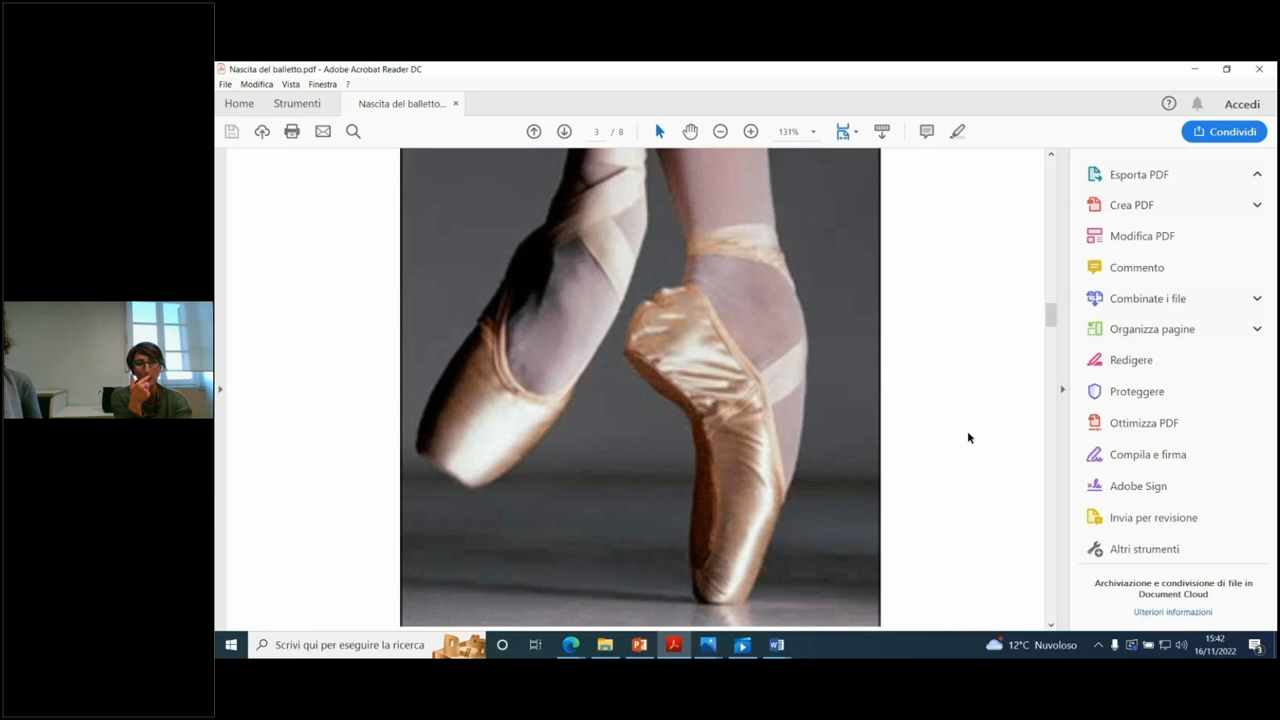 Nascita del balletto.pdf - Adobe Acrobat Reader DC
File Modifica Vista Finestra ?
Home Strumenti Nascita del balletto... × Accedi
3 / 8 131% Condividi
Esporta PDF
Crea PDF
Modifica PDF
Commento
Combinate i file
Organizza pagine
Redigere
Proteggere
Ottimizza PDF
Compila e firma
Adobe Sign
Invia per revisione
Altri strumenti
Archiviazione e condivisione di file in
Document Cloud
Ulteriori informazioni
Scrivi qui per eseguire la ricerca 12°C Nuvoloso 15:42
16/11/2022